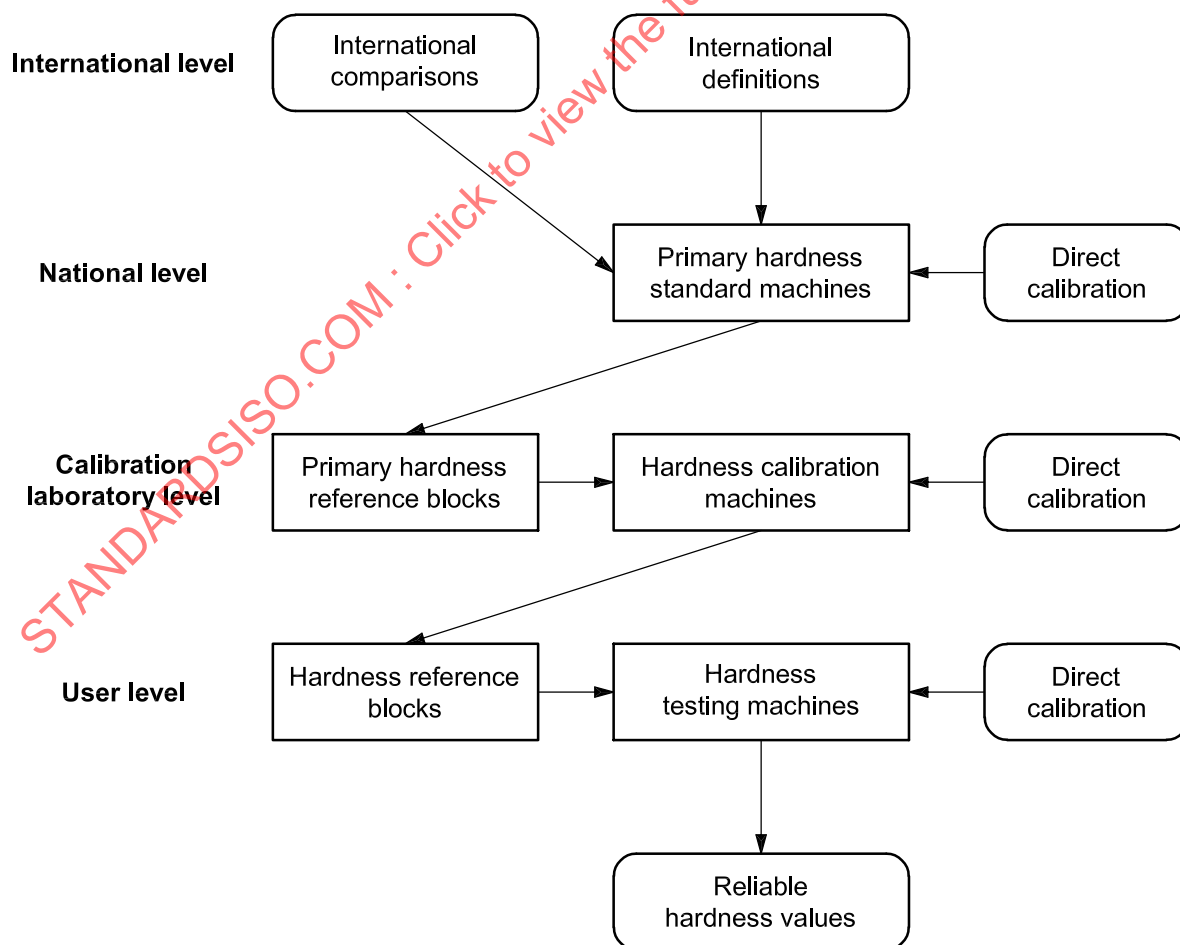 International level
International
comparisons
International
definitions
National level
Primary hardness
standard machines
Direct
calibration
Calibration
laboratory level
Primary hardness
reference blocks
Hardness calibration
machines
Direct
calibration
User level
Hardness reference
blocks
Hardness
testing machines
Direct
calibration
Reliable
hardness values
STANDARDSISO.COM : Click to view the